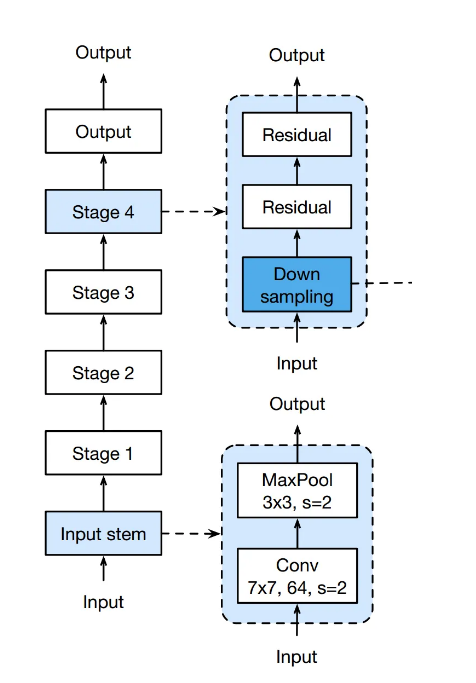 Output
Output
Stage 4
Stage 3
Stage 2
Stage 1
Input stem
Input
Output
Residual
Residual
Down
sampling
Input
Output
MaxPool
3x3, s=2
Conv
7x7, 64, s=2
Input